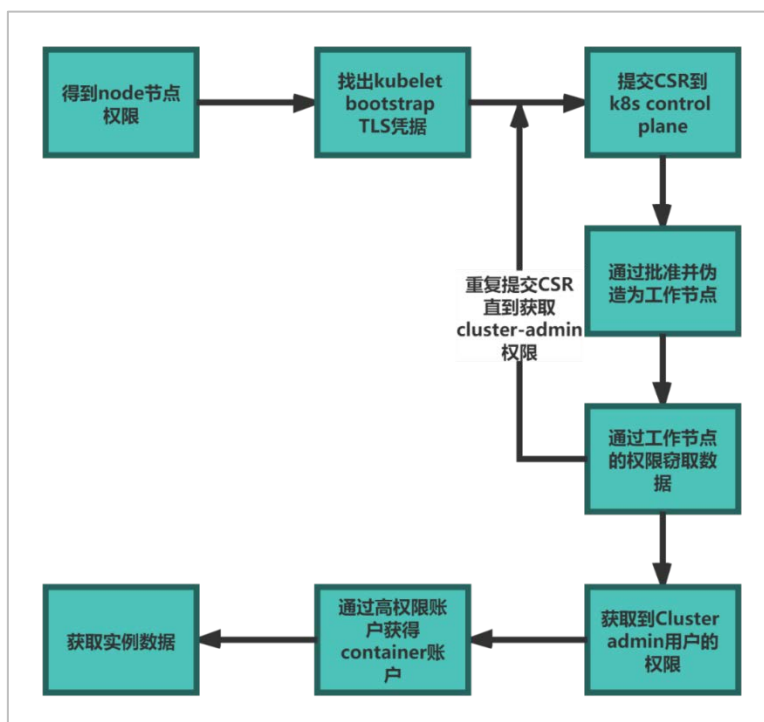 得到node节点
权限
找出kubelet
bootstrap
TLS凭据
提交CSR到
k8s control
plane
通过批准并伪
造为工作节点
重复提交CSR
直到获取
cluster-admin
权限
通过工作节点
的权限窃取数
据
获取到Cluster
admin用户的
权限
通过高权限账
户获得
container账
户
获取实例数据